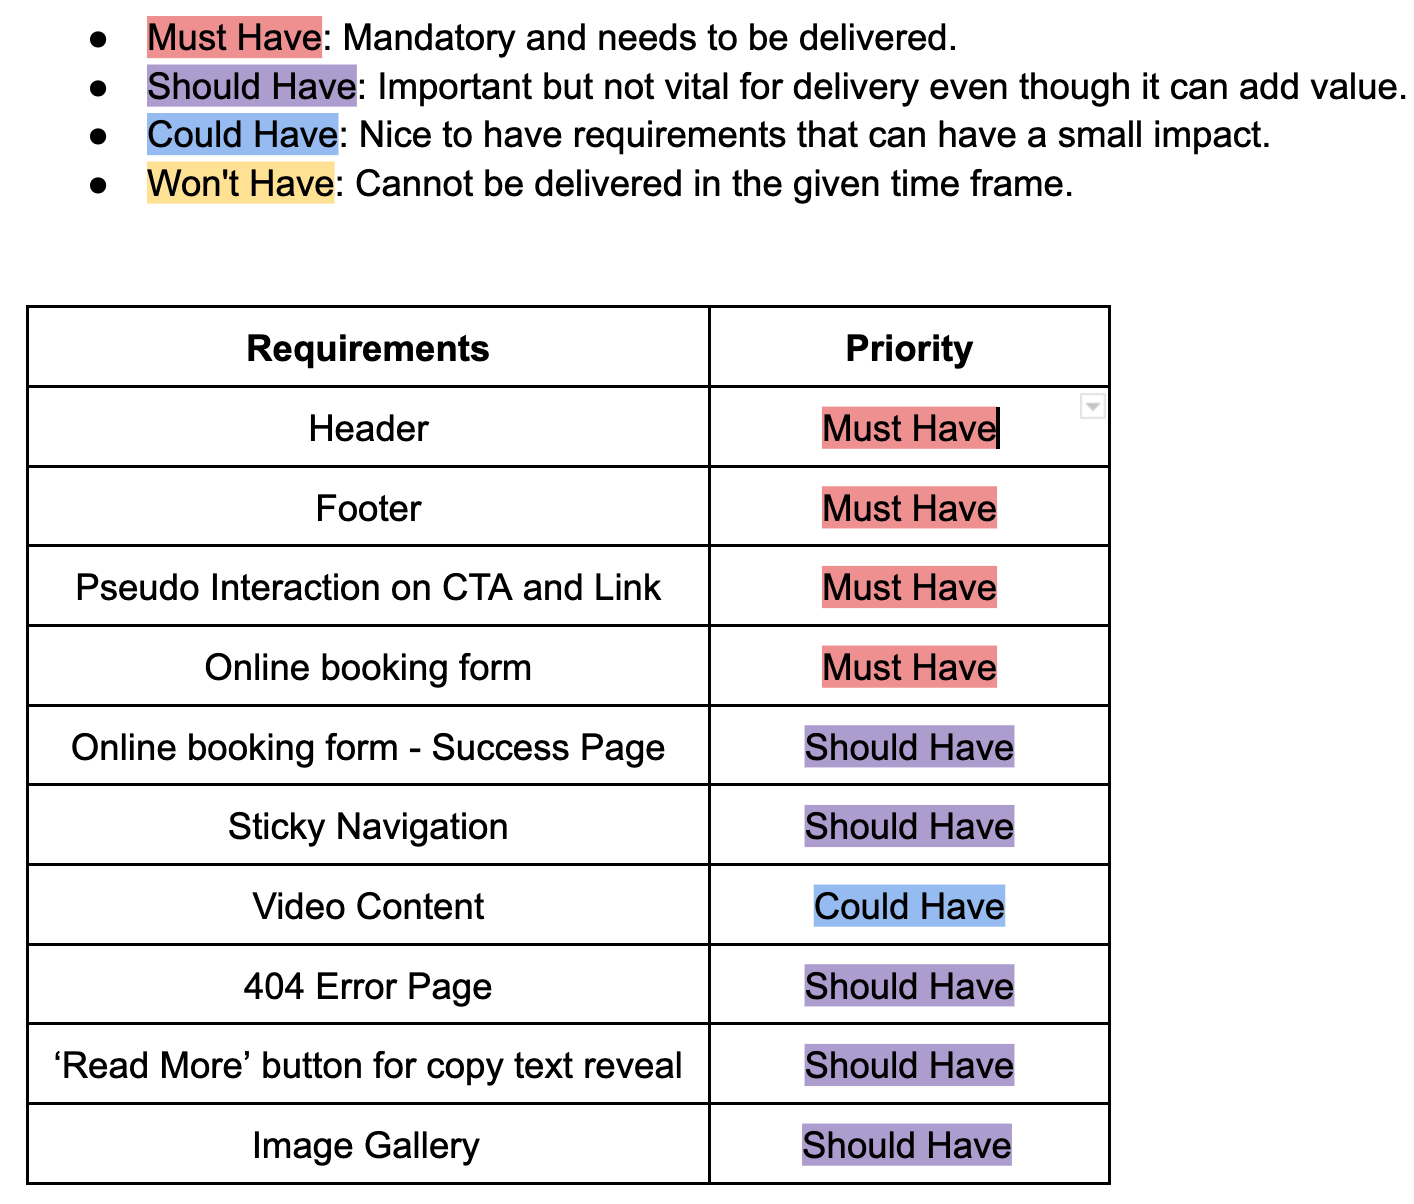 ● Must Have: Mandatory and needs to be delivered.
● Should Have: Important but not vital for delivery even though it can add value.
● Could Have: Nice to have requirements that can have a small impact.
● Won't Have: Cannot be delivered in the given time frame.
Requirements Priority
Header Must Have
Footer Must Have
Pseudo Interaction on CTA and Link Must Have
Online booking form Must Have
Online booking form - Success Page Should Have
Sticky Navigation Should Have
Video Content Could Have
404 Error Page Should Have
‘Read More’ button for copy text reveal Should Have
Image Gallery Should Have